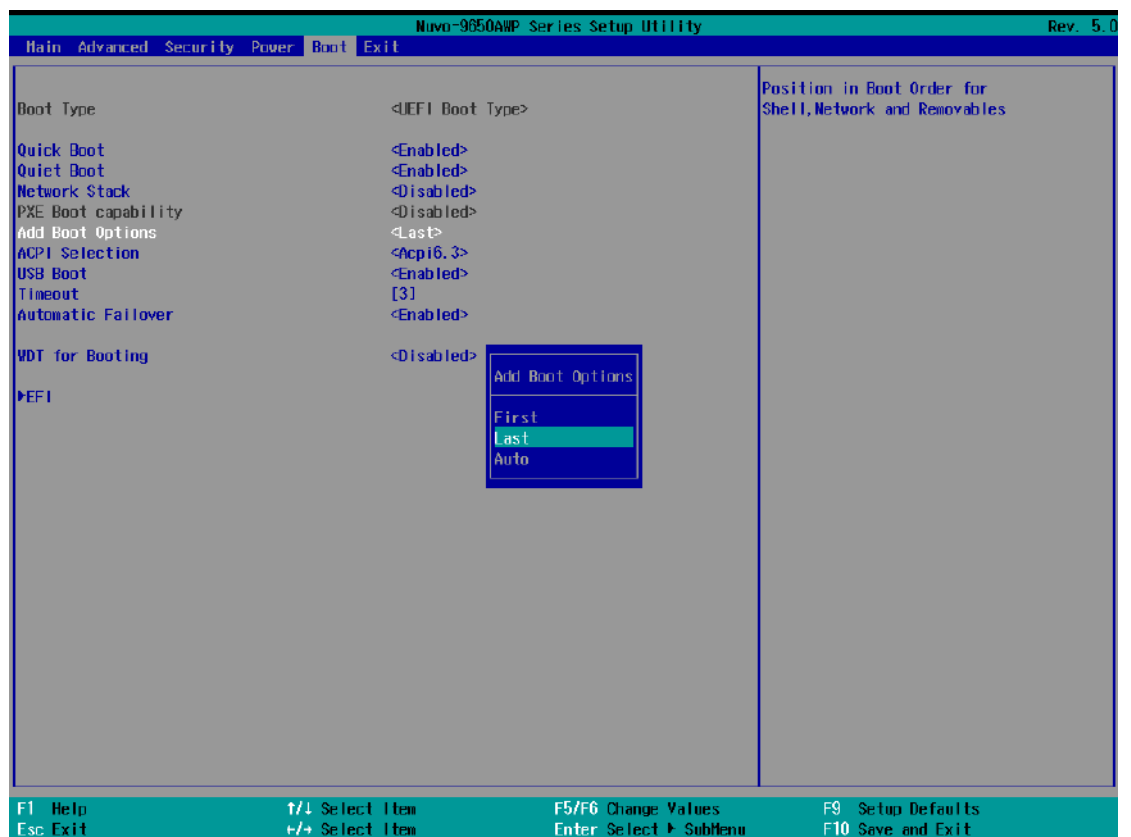 Nuvo-9650AWP Series Setup Utility Rev. 5.0
Main Advanced Security Power Boot Exit
Position in Boot Order for
Boot Type <UEFI Boot Type> Shell,Network and Removables
Quick Boot <Enabled>
Quiet Boot <Enabled>
Network Stack <Disabled>
PXE Boot capability <Disabled>
Add Boot Options <Last>
ACPI Selection <Acpi6.3>
USB Boot <Enabled>
Timeout [3]
Automatic Failover <Enabled>
WDT for Booting <Disabled>
Add Boot Options
▶EFI
First
Last
Auto
F1 Help ↑/↓ Select Item F5/F6 Change Values F9 Setup Defaults
Esc Exit ←/→ Select Item Enter Select ▶ SubMenu F10 Save and Exit